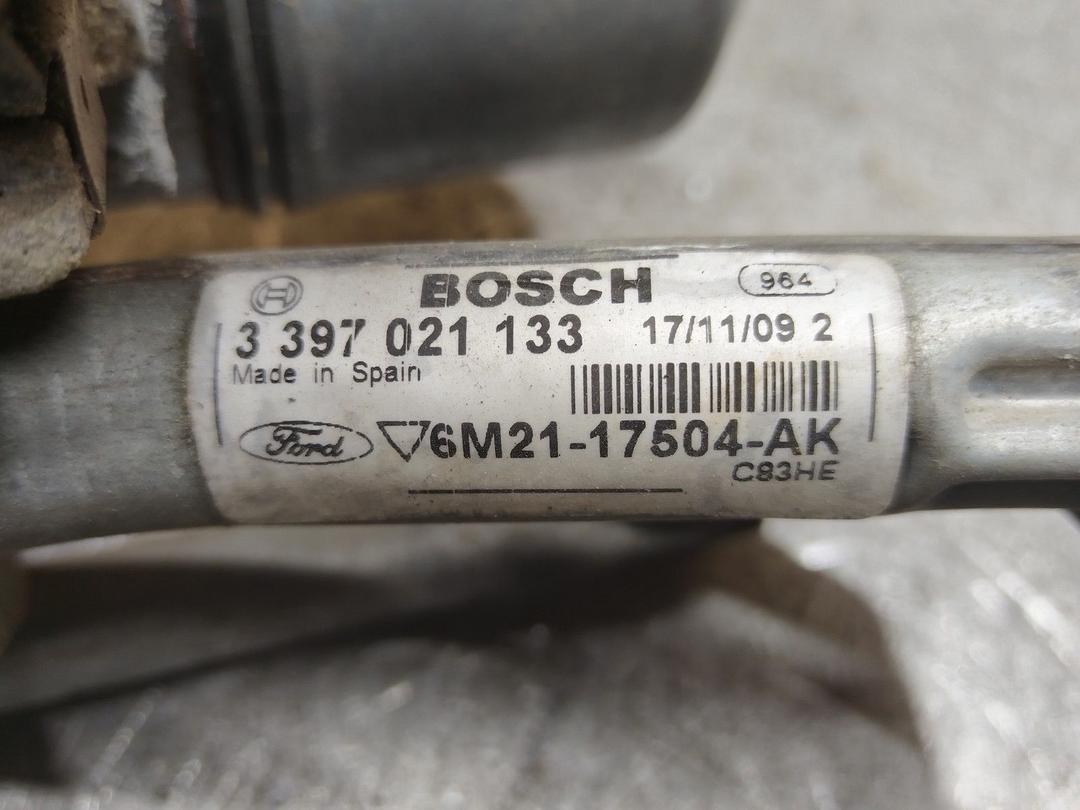 BOSCH 964
3 397 021 133 17/11/09 2
Made in Spain
Ford 6M21-17504-AK
C83HE